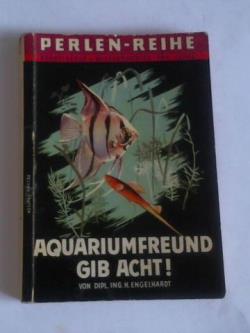 PERLEN-REIHE
AQUARIUMFREUND
GIB ACHT!
VON DIPL. ING. H. ENGELHARDT